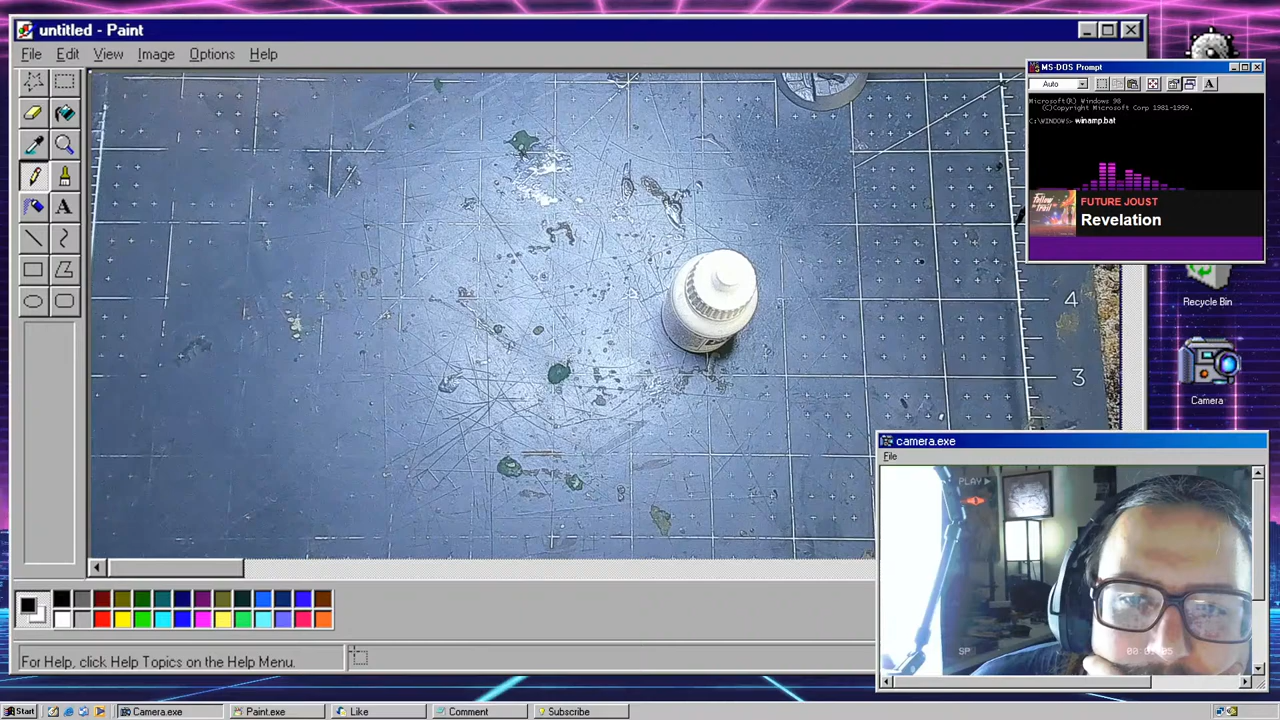 untitled - Paint
File Edit View Image Options Help
MS-DOS Prompt
Auto
A
Microsoft(R) Windows 98
(C)Copyright Microsoft Corp 1981-1999.
C:\WINDOWS> winamp.bat
FUTURE JOUST
Revelation
A
4
3
Recycle Bin
Camera
camera.exe
File
PLAY
SP
For Help, click Help Topics on the Help Menu.
Start Camera.exe Paint.exe Like Comment Subscribe